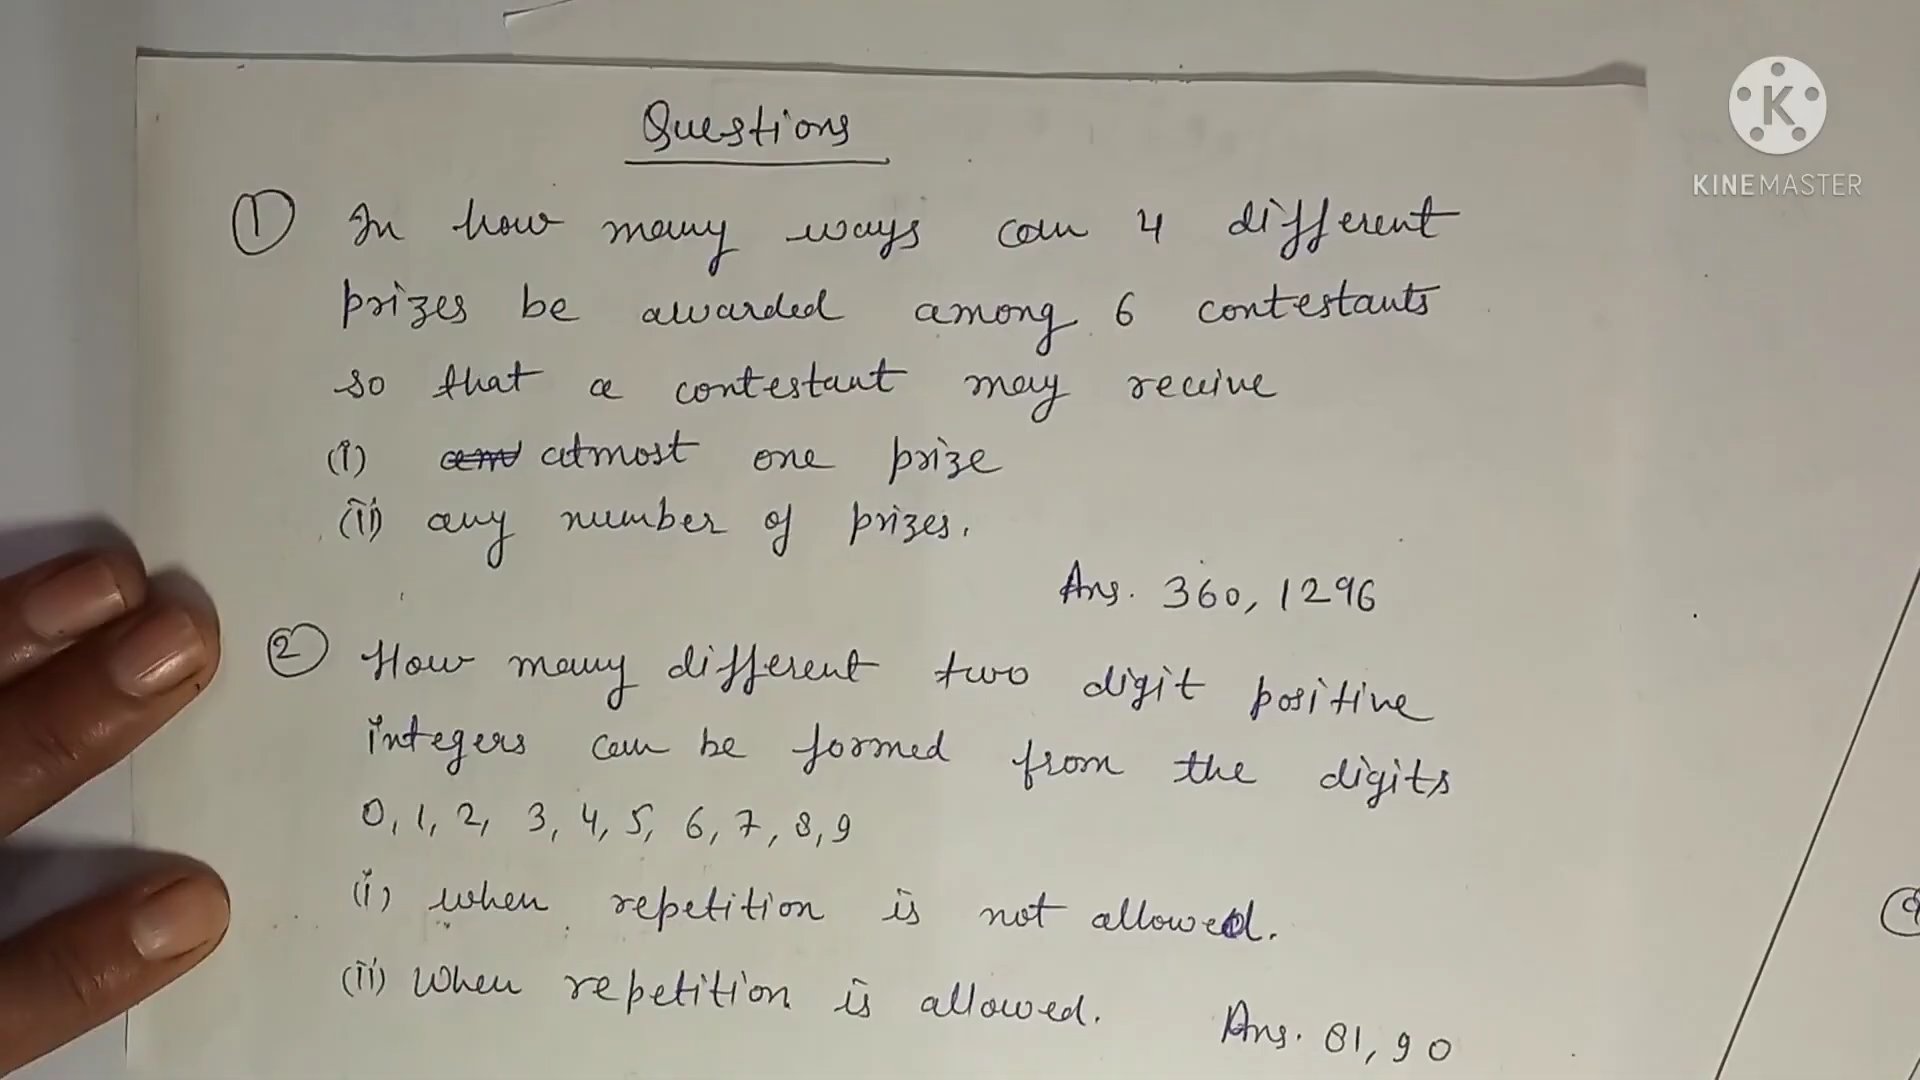 Questions
K
KINEMASTER
① In how many ways can 4 different
prizes be awarded among 6 contestants
so that a contestant may receive
(i) atmost one prize
(ii) any number of prizes.
Ans. 360, 1296
② How many different two digit positive
integers can be formed from the digits
0, 1, 2, 3, 4, 5, 6, 7, 8, 9
(i) when repetition is not allowed.
(ii) When repetition is allowed.
Ans. 81, 90